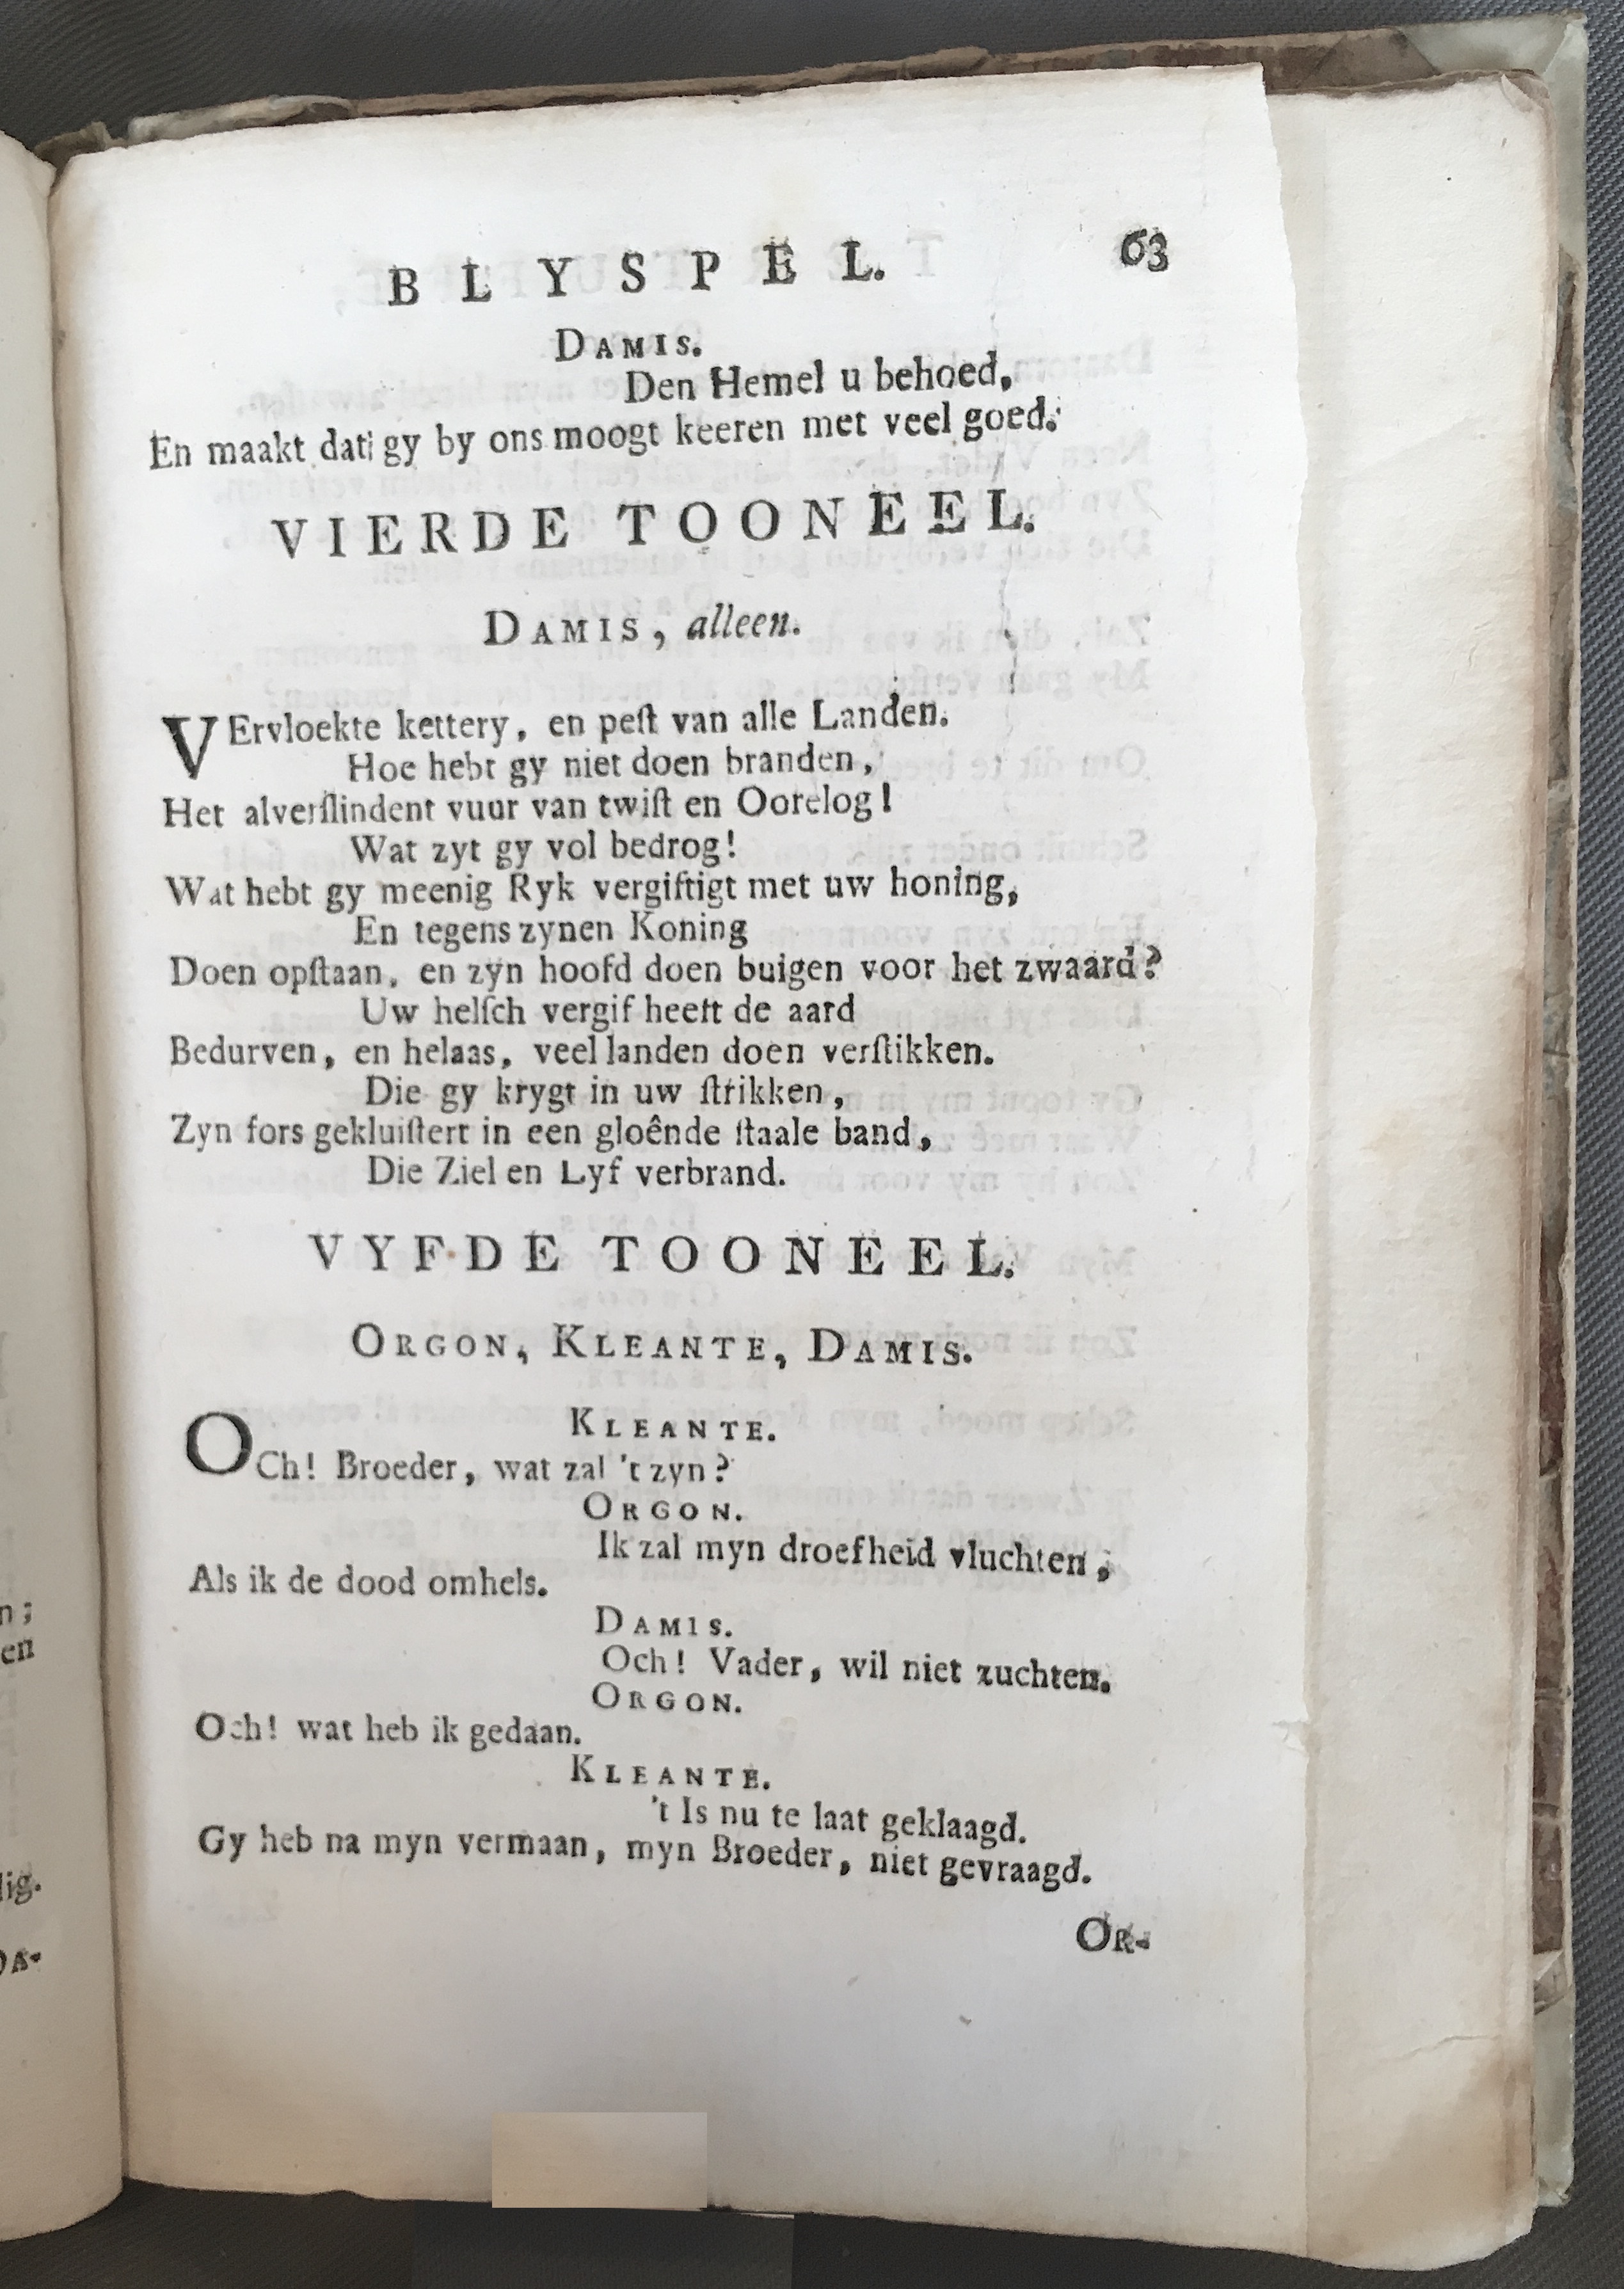 BLYSPEL. 63
DAMIS.
Den Hemel u behoed,
En maakt dat gy by ons moogt keeren met veel goed.
VIERDE TOONEEL.
DAMIS, alleen.
VErvloekte kettery, en peſt van alle Landen.
Hoe hebt gy niet doen branden,
Het alverſlindent vuur van twiſt en Oorelog!
Wat zyt gy vol bedrog!
Wat hebt gy meenig Ryk vergiftigt met uw honing,
En tegens zynen Koning
Doen opſtaan, en zyn hoofd doen buigen voor het zwaard?
Uw helſch vergif heeft de aard
Bedurven, en helaas, veel landen doen verſtikken.
Die gy krygt in uw ſtrikken,
Zyn fors gekluiſtert in een gloênde ſtaale band,
Die Ziel en Lyf verbrand.
VYFDE TOONEEL.
ORGON, KLEANTE, DAMIS.
KLEANTE.
OCh! Broeder, wat zal 't zyn?
ORGON.
Ik zal myn droefheid vluchten,
Als ik de dood omhels.
DAMIS.
Och! Vader, wil niet zuchten.
ORGON.
Och! wat heb ik gedaan.
KLEANTE.
't Is nu te laat geklaagd.
Gy heb na myn vermaan, myn Broeder, niet gevraagd.
OR-
n;
en
lig.
DA-